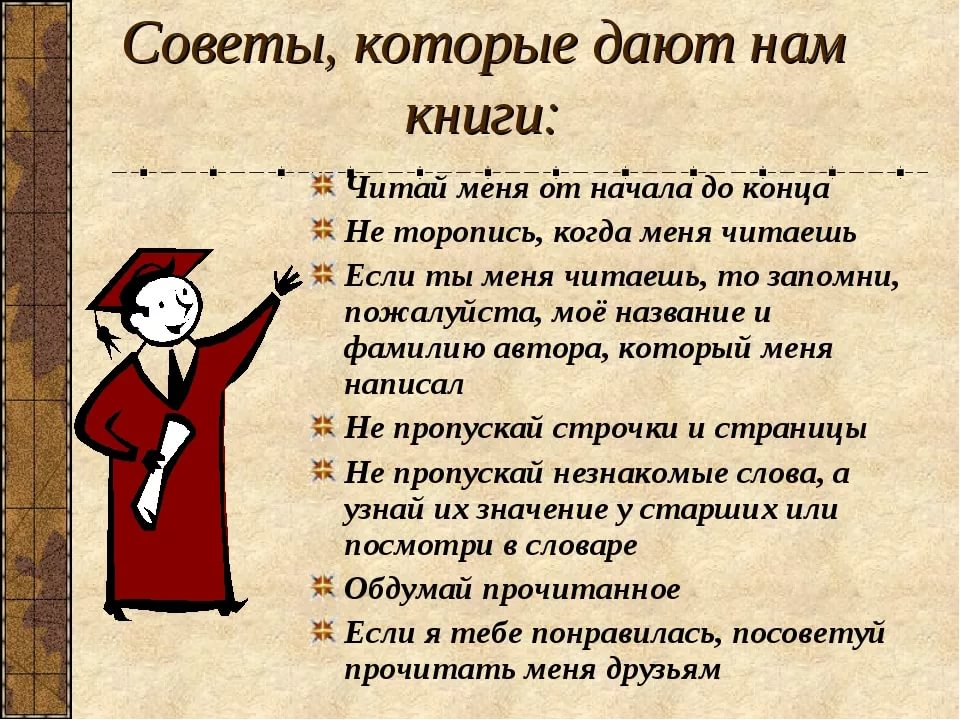 Советы, которые дают нам
книги:
Читай меня от начала до конца
Не торопись, когда меня читаешь
Если ты меня читаешь, то запомни,
пожалуйста, моё название и
фамилию автора, который меня
написал
Не пропускай строчки и страницы
Не пропускай незнакомые слова, а
узнай их значение у старших или
посмотри в словаре
Обдумай прочитанное
Если я тебе понравилась, посоветуй
прочитать меня друзьям